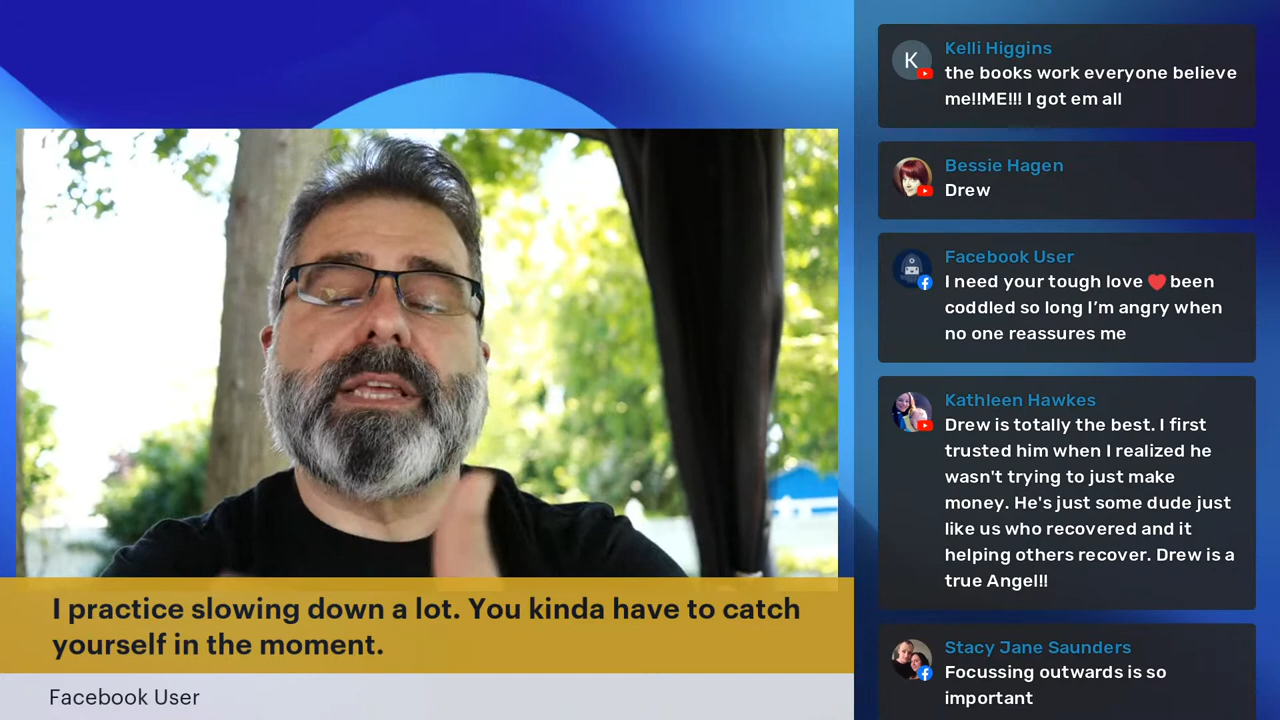 I practice slowing down a lot. You kinda have to catch
yourself in the moment.
Facebook User
K
Kelli Higgins
the books work everyone believe
me!!ME!!! I got em all
Bessie Hagen
Drew
Facebook User
I need your tough love ❤️ been
coddled so long I’m angry when
no one reassures me
Kathleen Hawkes
Drew is totally the best. I first
trusted him when I realized he
wasn't trying to just make
money. He's just some dude just
like us who recovered and it
helping others recover. Drew is a
true Angel!!
Stacy Jane Saunders
Focussing outwards is so
important